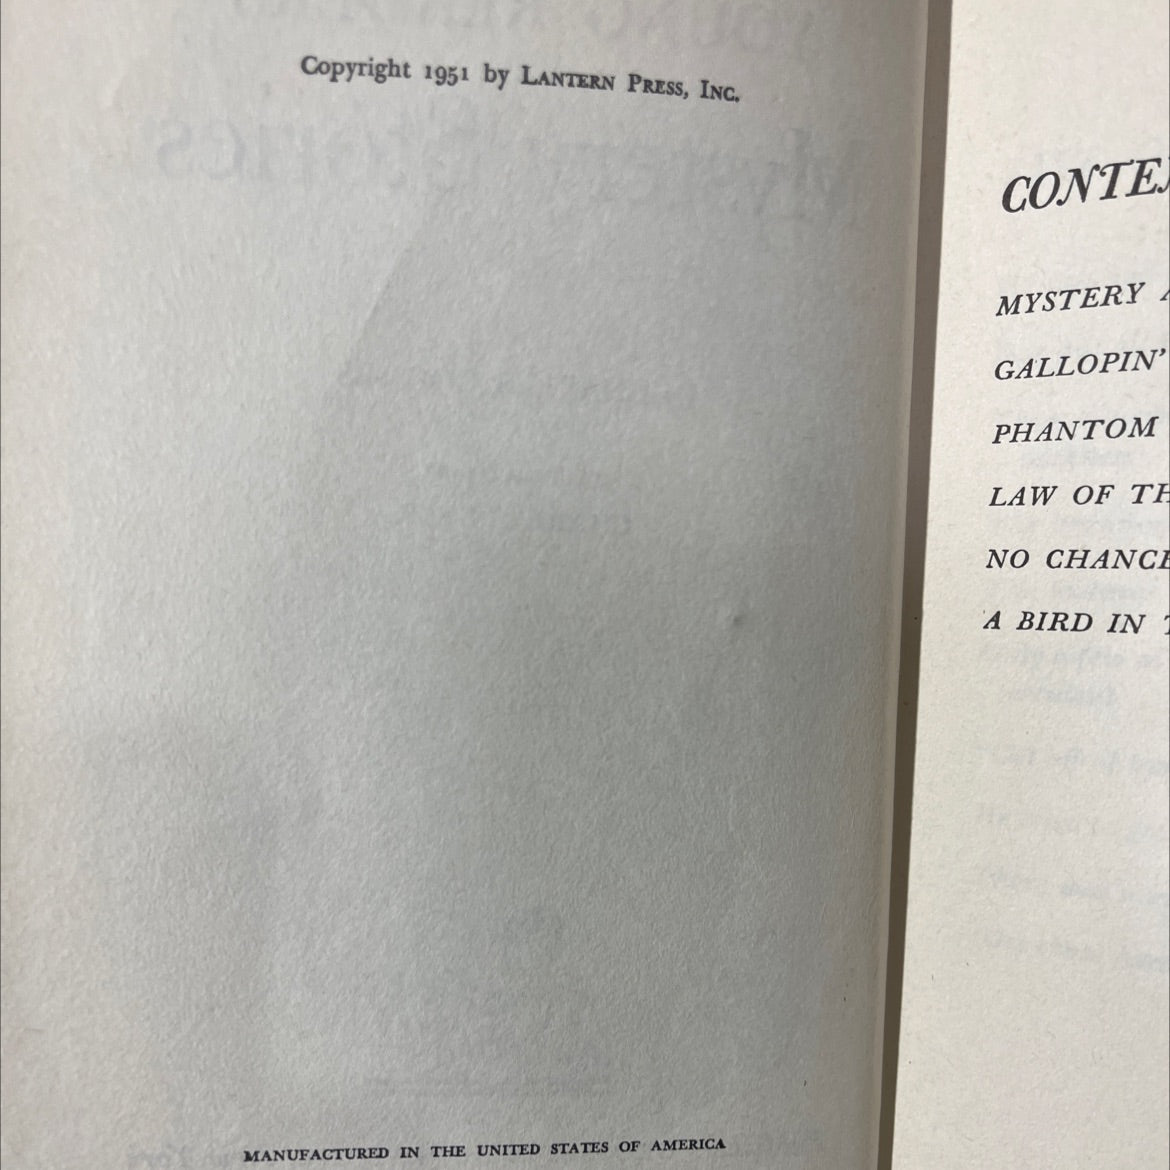 Copyright 1951 by LANTERN PRESS, INC.
MANUFACTURED IN THE UNITED STATES OF AMERICA
CONTE
MYSTERY
GALLOPIN'
PHANTOM
LAW OF TH
NO CHANCE
A BIRD IN